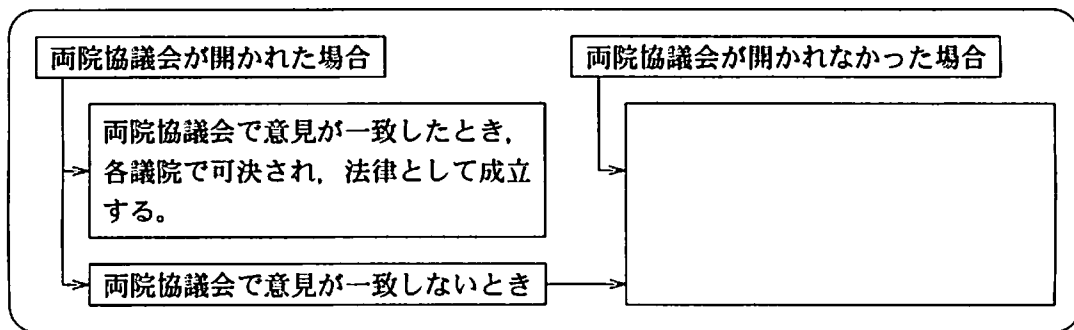 両院協議会が開かれた場合
両院協議会が開かれなかった場合
両院協議会で意見が一致したとき,
各議院で可決され, 法律として成立
する。
両院協議会で意見が一致しないとき